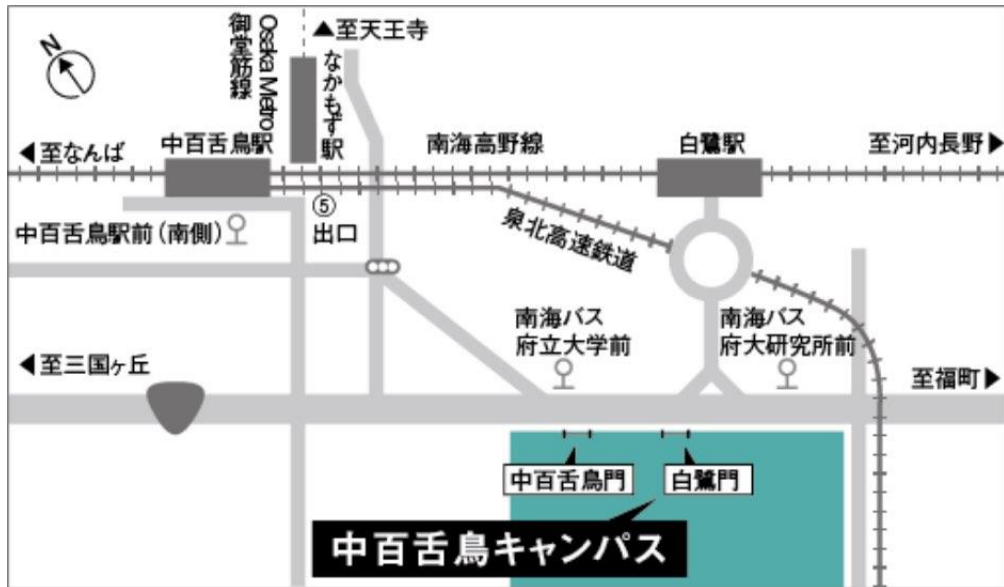 N
Osaka Metro
御堂筋線
▲至天王寺
なかもず駅
◀至なんば
中百舌鳥駅
南海高野線
白鷺駅
至河内長野▶
⑤
出口
中百舌鳥駅前（南側）
泉北高速鉄道
南海バス
府立大学前
南海バス
府大研究所前
◀至三国ヶ丘
至福町▶
中百舌鳥門
白鷺門
中百舌鳥キャンパス